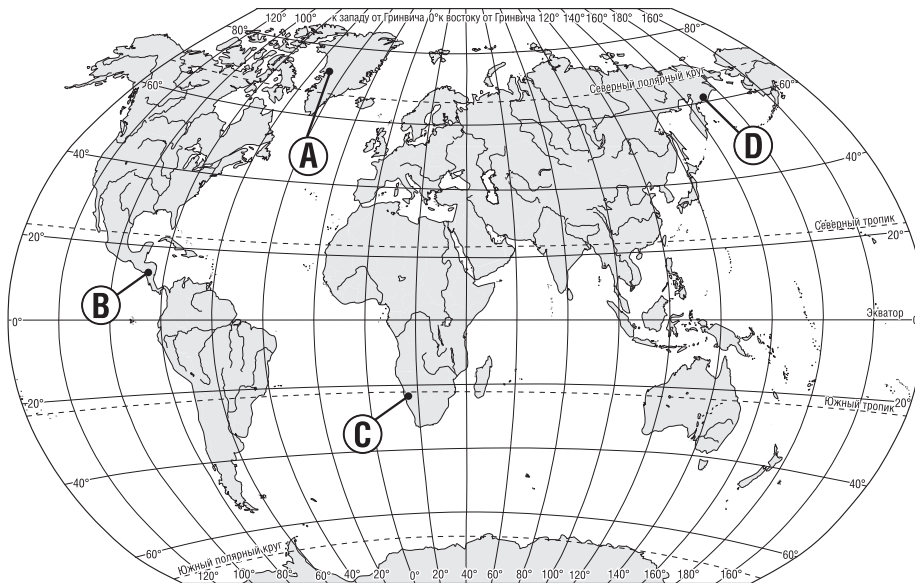 120° 100° к западу от Гринвича 0° к востоку от Гринвича 120° 140° 160° 160°
80° 80°
Северный полярный круг
60° 60°
A
D
40° 40°
Северный тропик
20° 20°
B
0° Экватор 0
20° 20°
Южный тропик
C
40° 40°
Южный полярный круг
60° 60°
120° 100° 80° 60° 40° 20° 0° 20° 40° 60° 80° 100° 120° 140° 160° 180° 160°